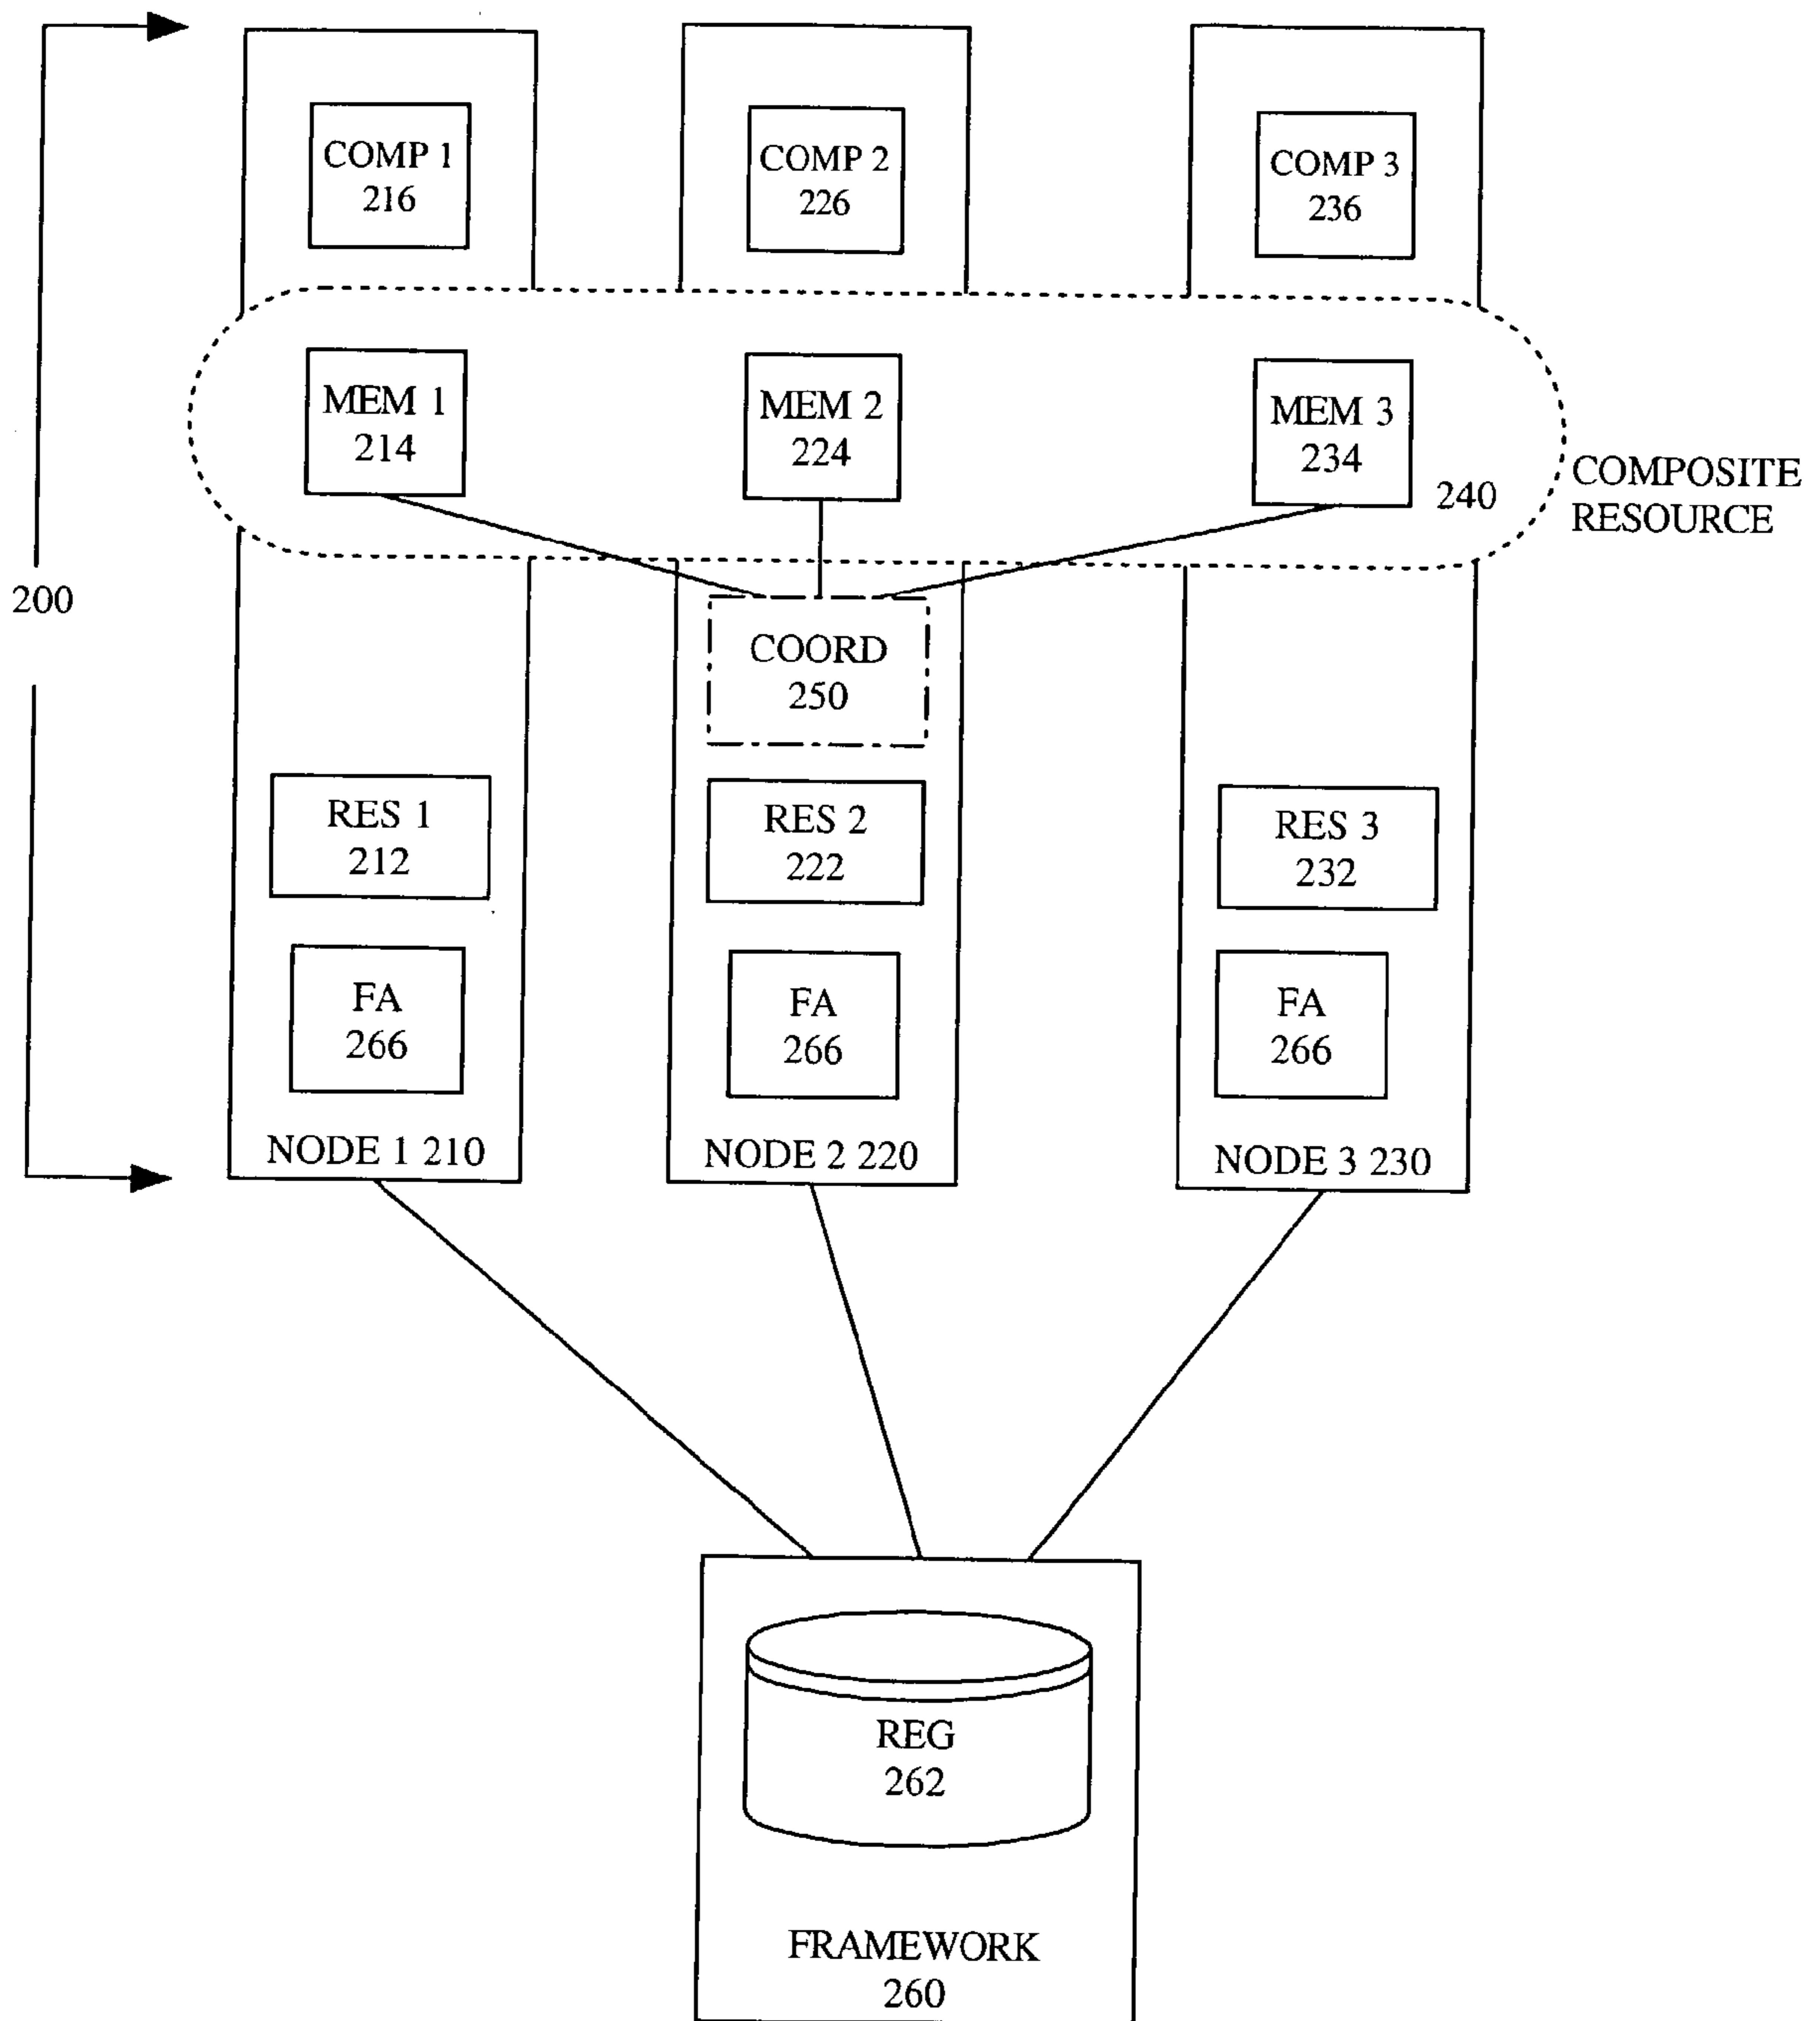 COMP 1
216
COMP 2
226
COMP 3
236
MEM 1
214
MEM 2
224
MEM 3
234
240
COMPOSITE
RESOURCE
200
COORD
250
RES 1
212
RES 2
222
RES 3
232
FA
266
FA
266
FA
266
NODE 1 210
NODE 2 220
NODE 3 230
REG
262
FRAMEWORK
260